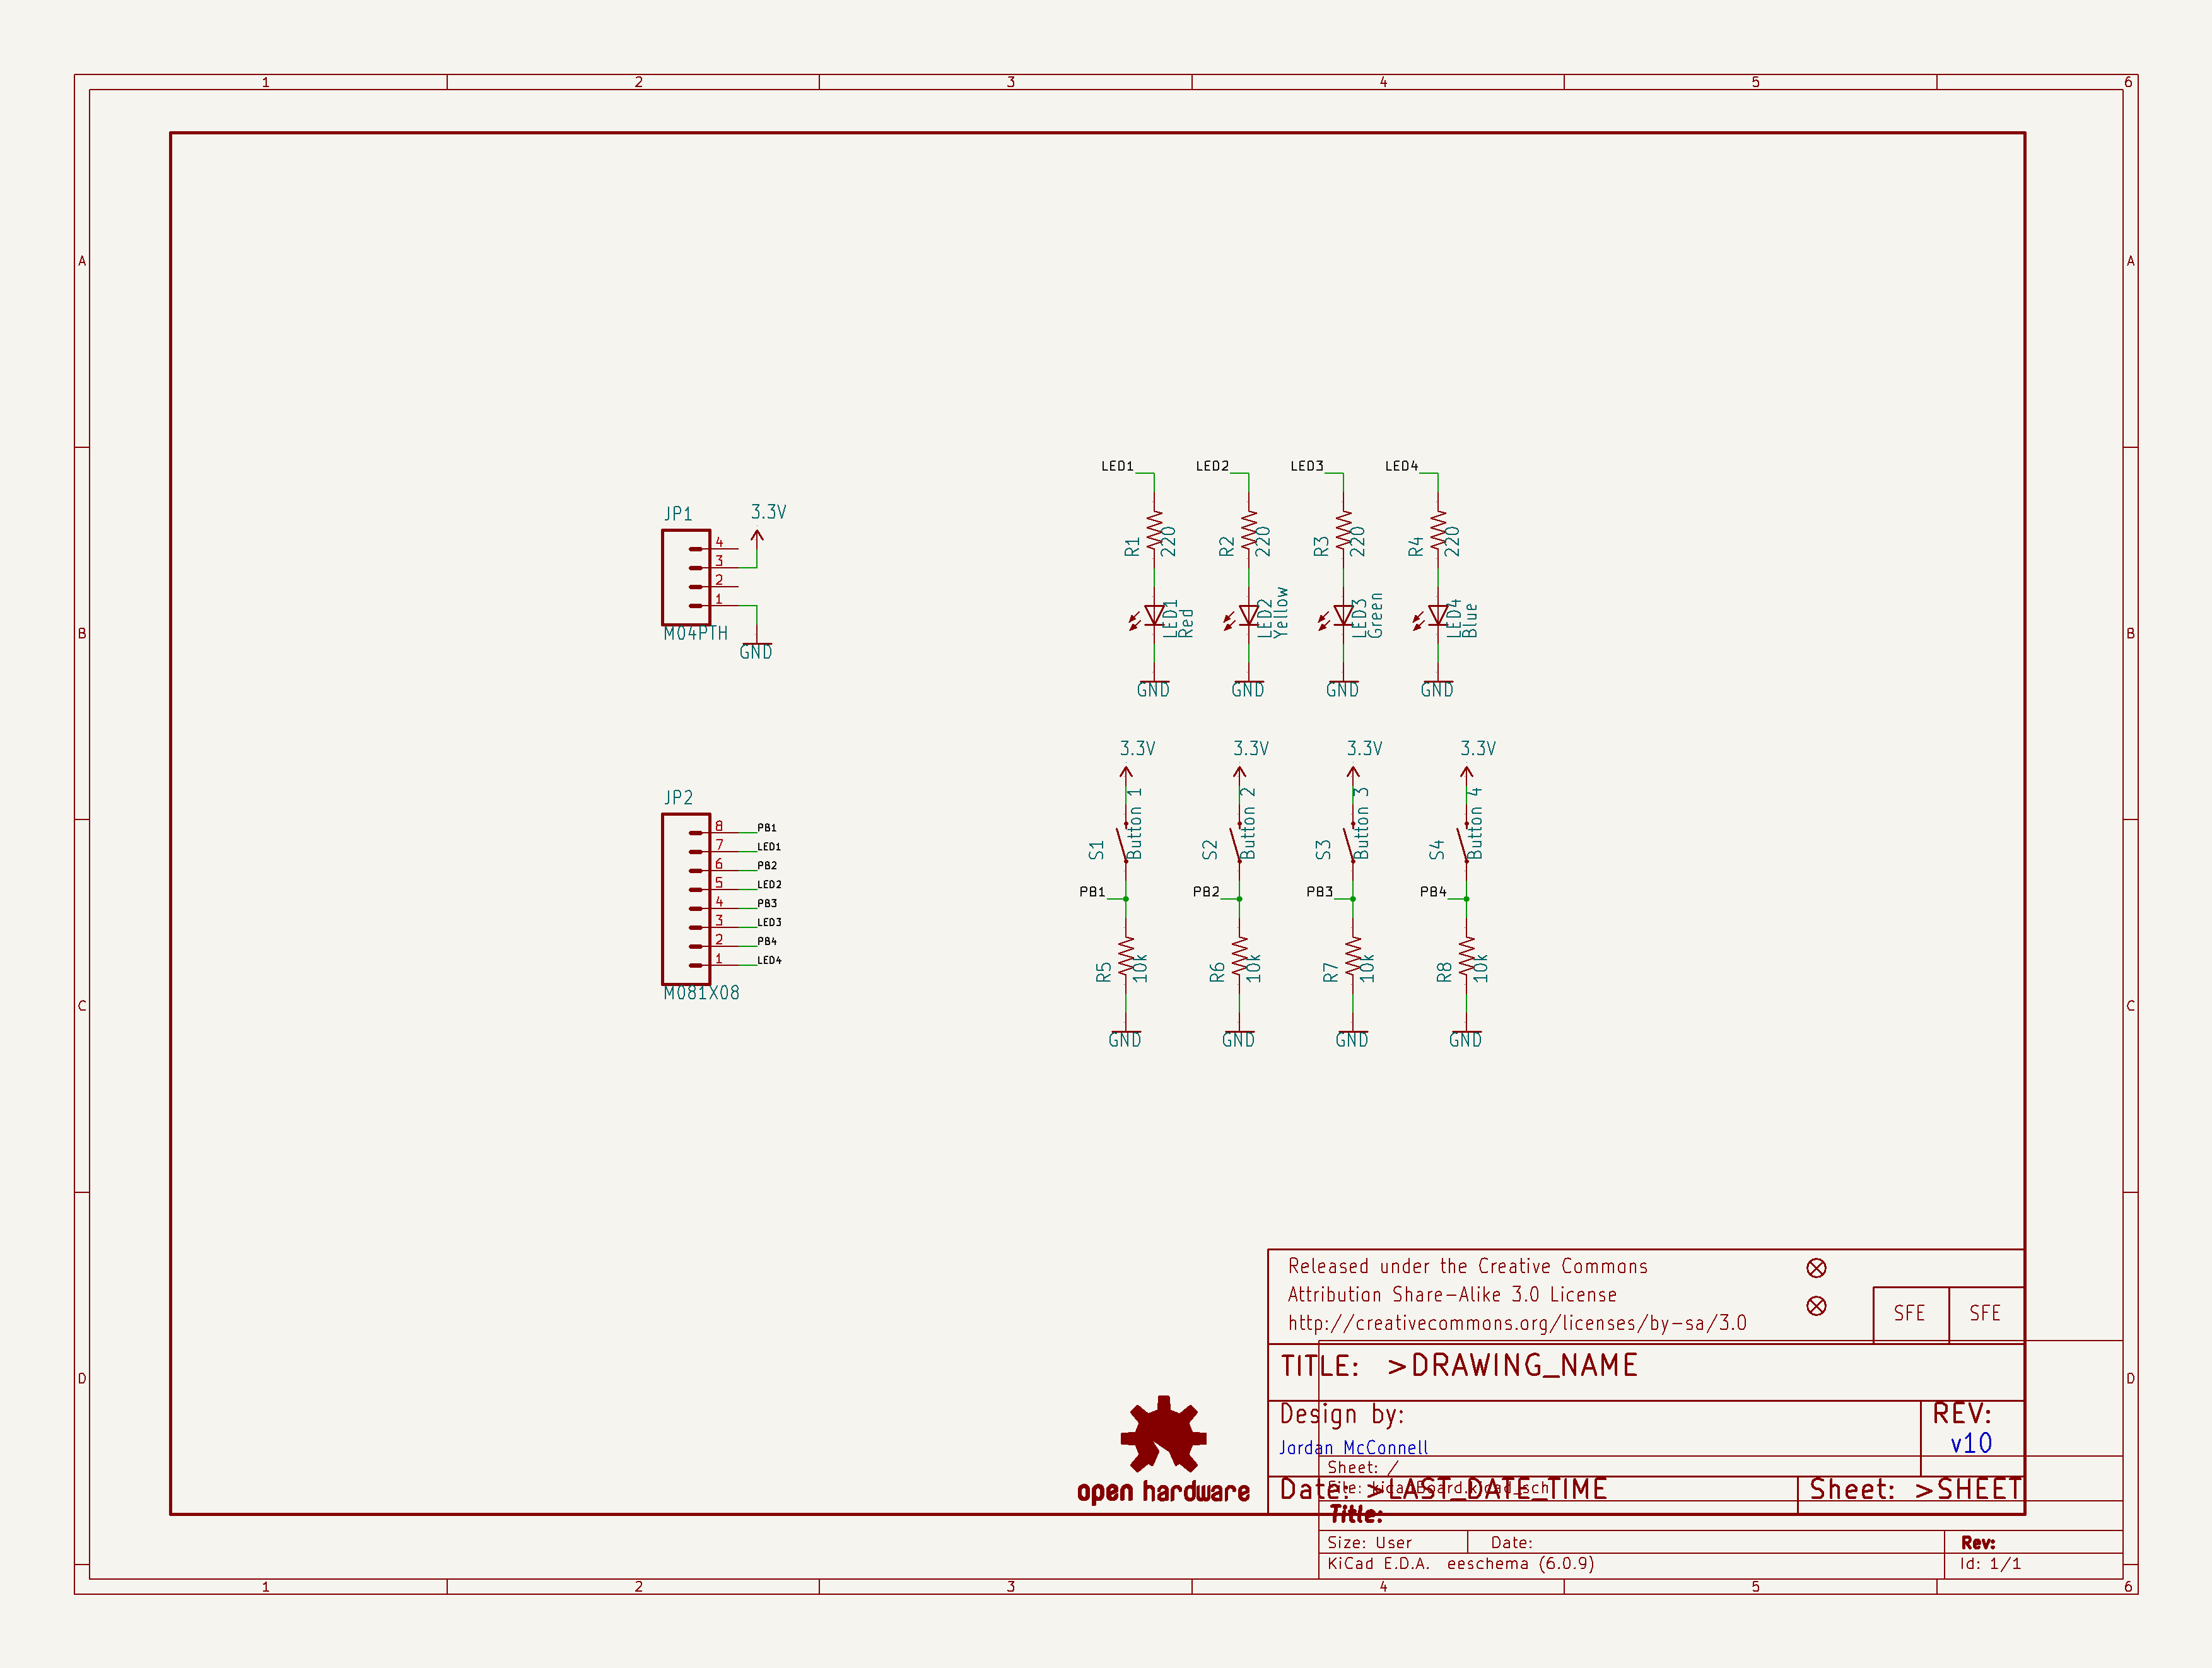 1 2 3 4 5 6
A A
B B
C C
D D
LED1 LED2 LED3 LED4
R1 220 R2 220 R3 220 R4 220
LED1 Red LED2 Yellow LED3 Green LED4 Blue
GND GND GND GND
JP1
3.3V
4
3
2
1
M04PTH
GND
3.3V 3.3V 3.3V 3.3V
S1 Button 1 S2 Button 2 S3 Button 3 S4 Button 4
PB1 PB2 PB3 PB4
R5 10k R6 10k R7 10k R8 10k
GND GND GND GND
JP2
8 PB1
7 LED1
6 PB2
5 LED2
4 PB3
3 LED3
2 PB4
1 LED4
M081X08
Released under the Creative Commons
Attribution Share-Alike 3.0 License
http://creativecommons.org/licenses/by-sa/3.0
SFE SFE
TITLE: >DRAWING_NAME
Design by:
Jordan McConnell
REV:
v10
Date: >LAST_DATE_TIME
Sheet: >SHEET
open hardware
Sheet: /
File: kicadBoard.kicad_sch
Title:
Size: User Date: Rev:
KiCad E.D.A. eeschema (6.0.9) Id: 1/1
1 2 3 4 5 6